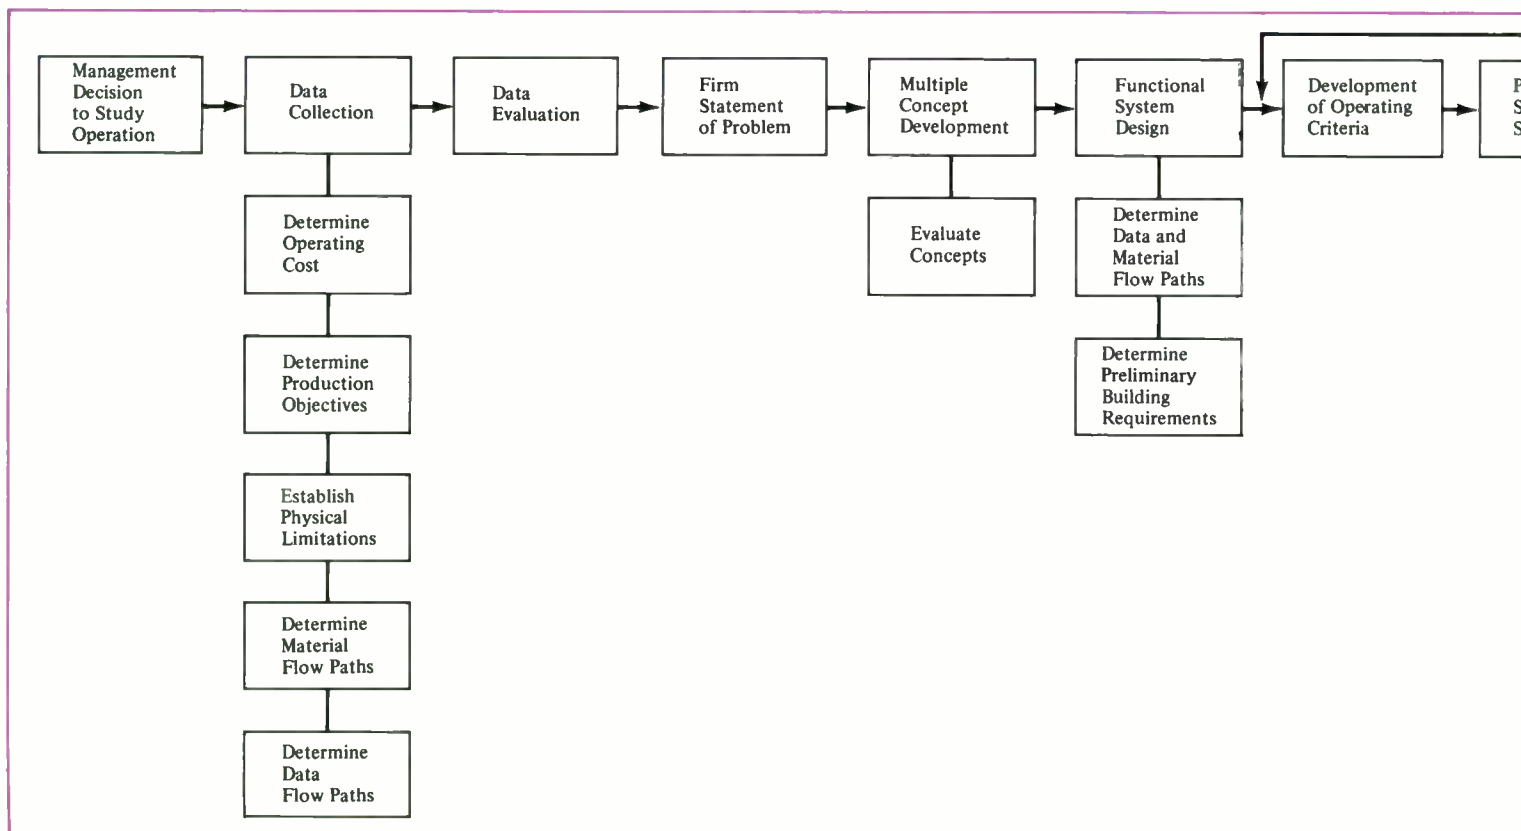 Management
Decision
to Study
Operation
Data
Collection
Data
Evaluation
Firm
Statement
of Problem
Multiple
Concept
Development
Functional
System
Design
Development
of Operating
Criteria
P
S
S
Determine
Operating
Cost
Determine
Production
Objectives
Establish
Physical
Limitations
Determine
Material
Flow Paths
Determine
Data
Flow Paths
Evaluate
Concepts
Determine
Data and
Material
Flow Paths
Determine
Preliminary
Building
Requirements